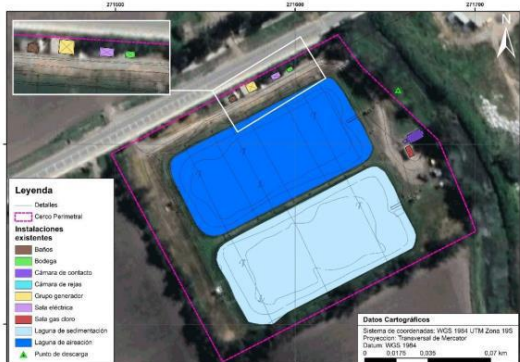 271500
271600
271700
Leyenda
Detalles
Cerco Perimetral
Instalaciones
existentes
Baños
Bodega
Cámara de contacto
Cámara de rejas
Grupo generador
Sala eléctrica
Sala gas cloro
Laguna de sedimentación
Laguna de aireación
Punto de descarga
Datos Cartográficos
Sistema de coordenadas: WGS 1984 UTM Zona 19S
Proyeccion: Transversal de Mercator
Datum: WGS 1984
0 0.0175 0,035 0,07 km